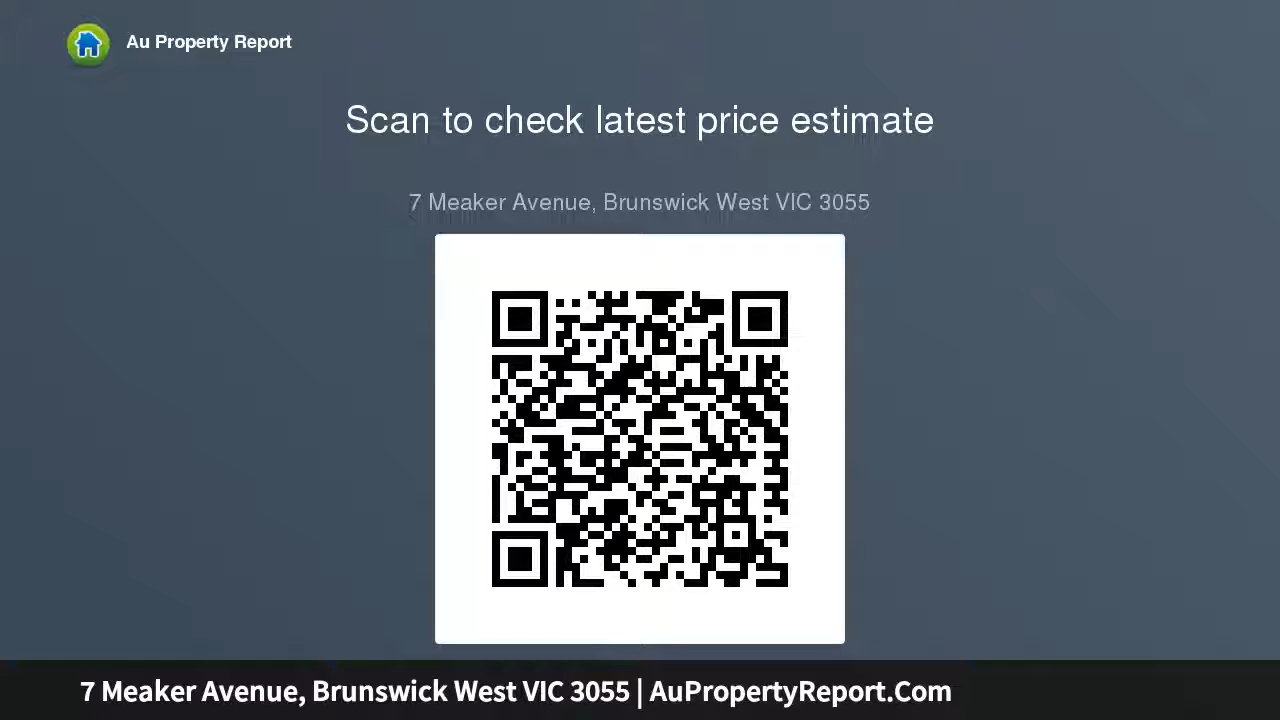 Au Property Report
Scan to check latest price estimate
7 Meaker Avenue, Brunswick West VIC 3055
7 Meaker Avenue, Brunswick West VIC 3055 | AuPropertyReport.Com